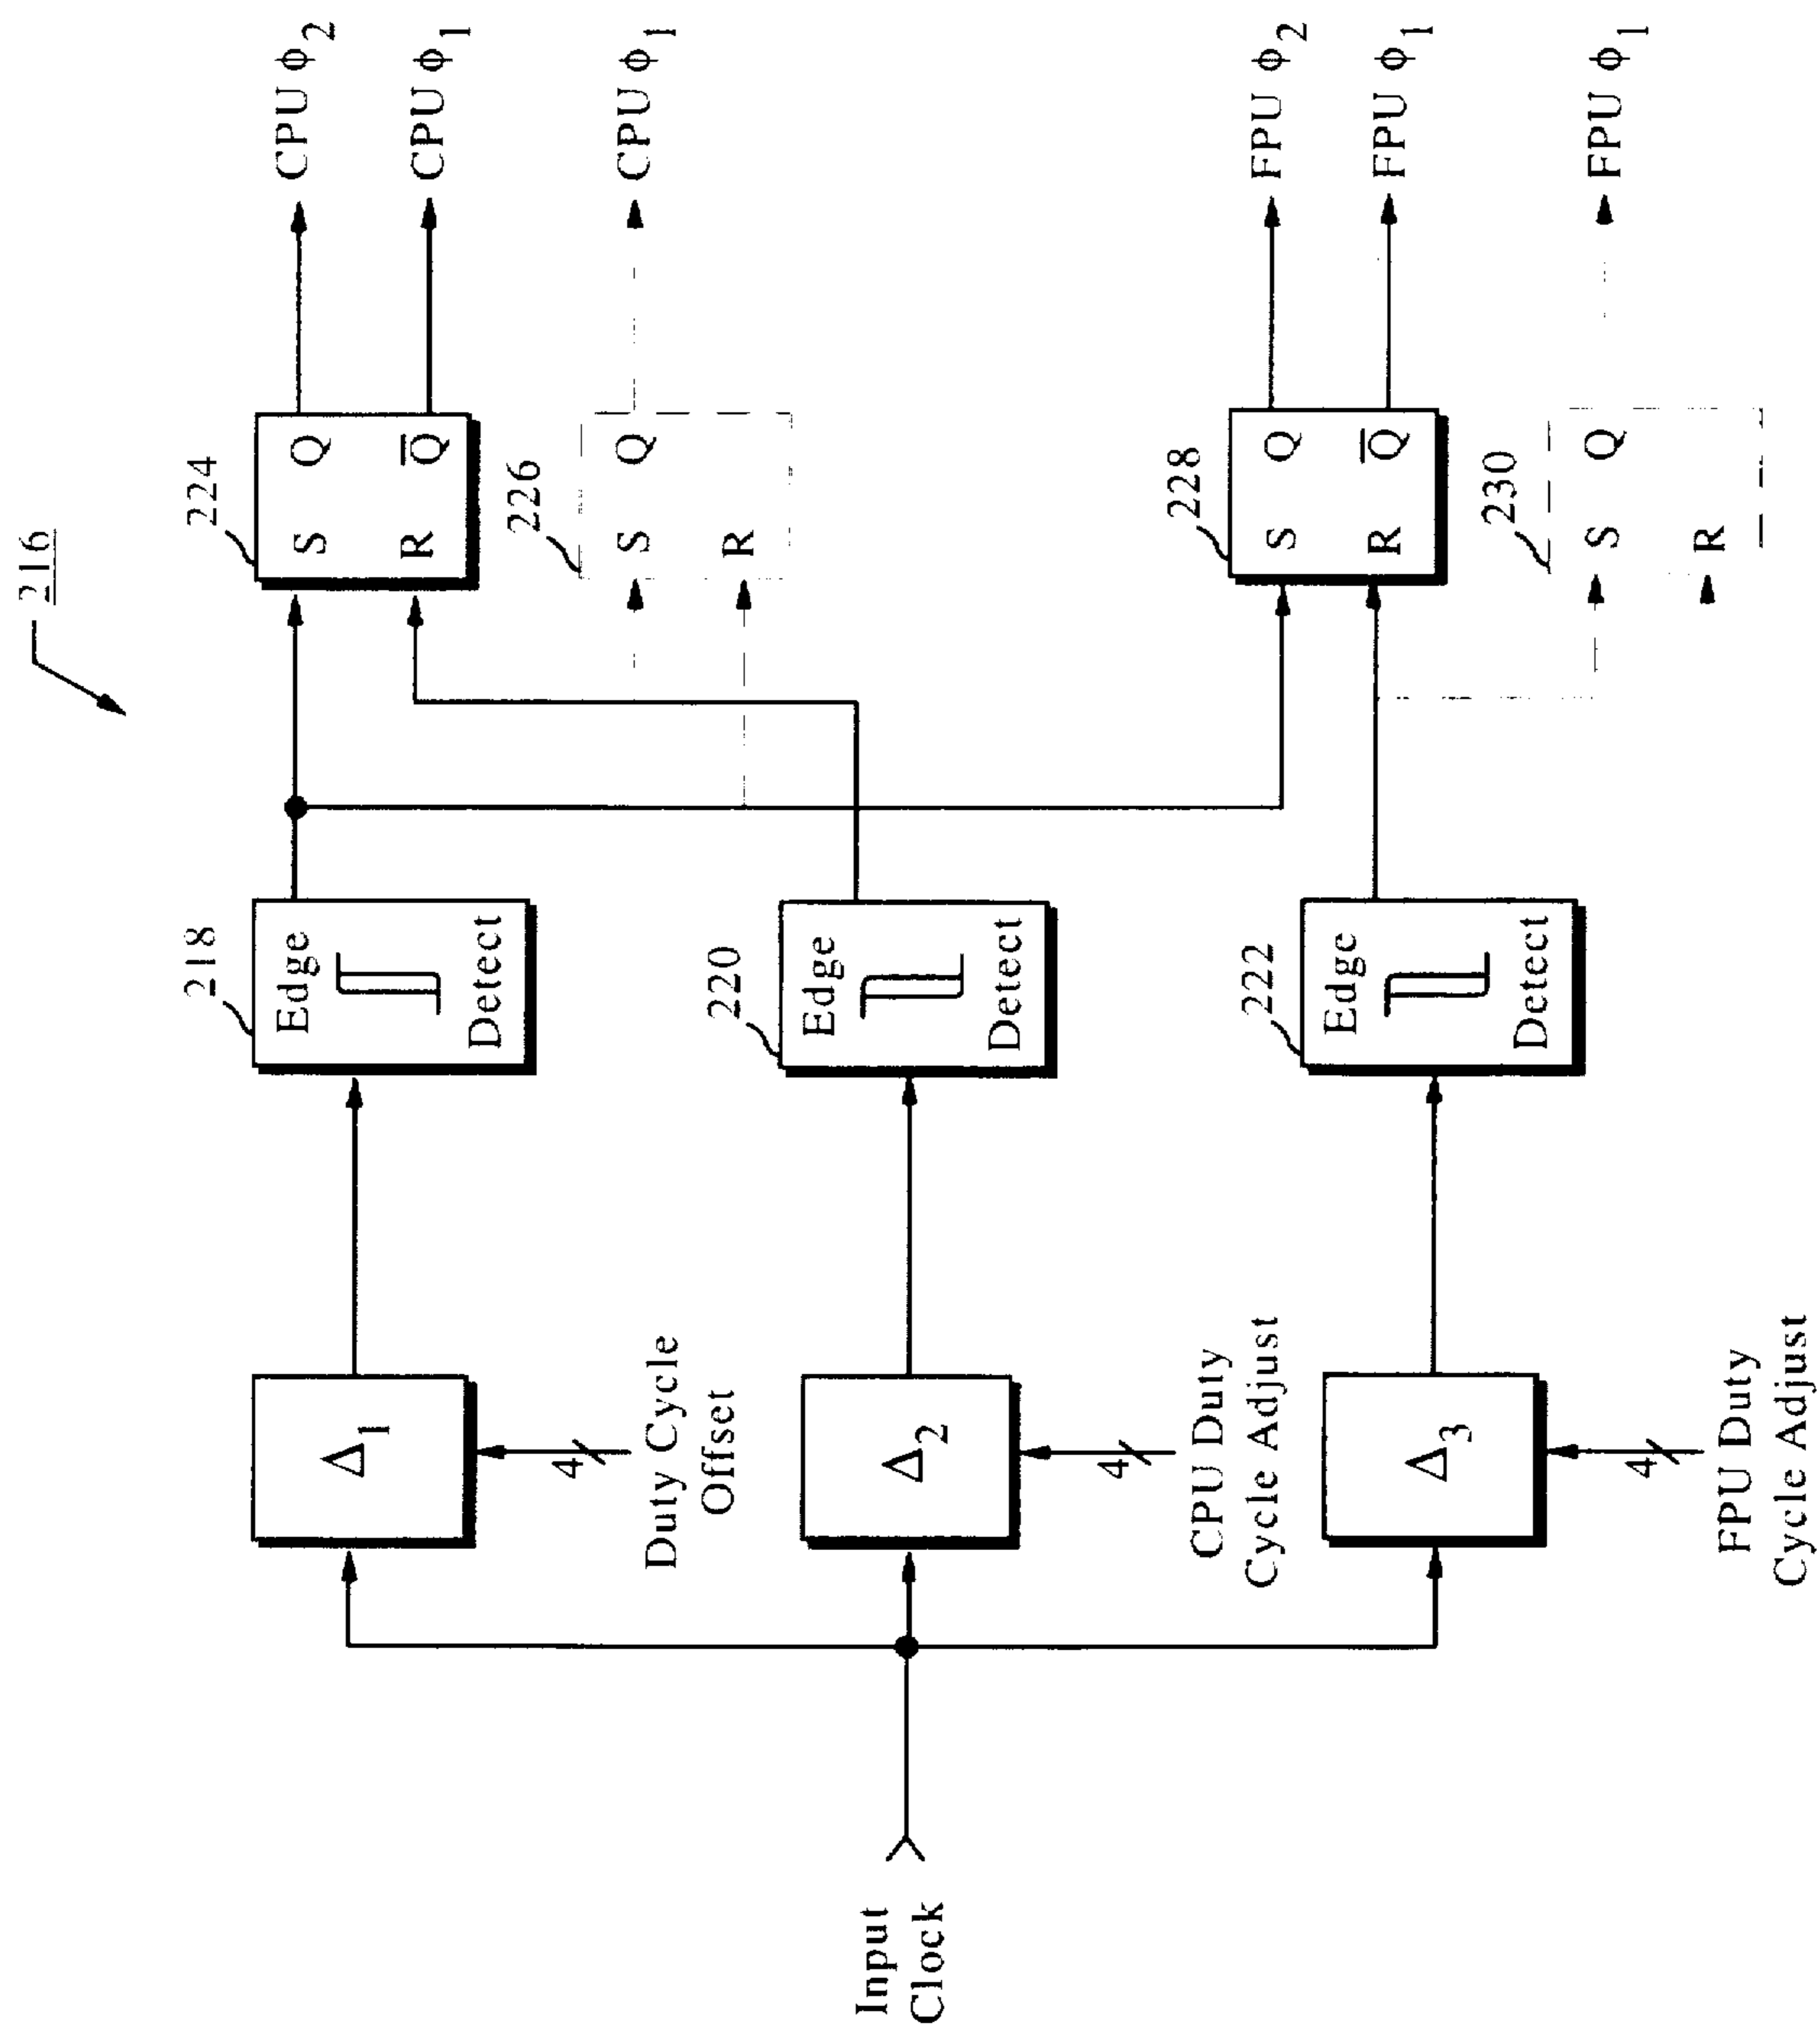 216
Input
Clock
Δ1
4
Duty Cycle
Offset
Δ2
4
CPU Duty
Cycle Adjust
Δ3
4
FPU Duty
Cycle Adjust
218
Edge
Detect
220
Edge
Detect
222
Edge
Detect
224
S Q
R Q̅
CPU ϕ2
CPU ϕ1
226
S Q
R
CPU ϕ1
228
S Q
R Q̅
FPU ϕ2
FPU ϕ1
230
S Q
R
FPU ϕ1